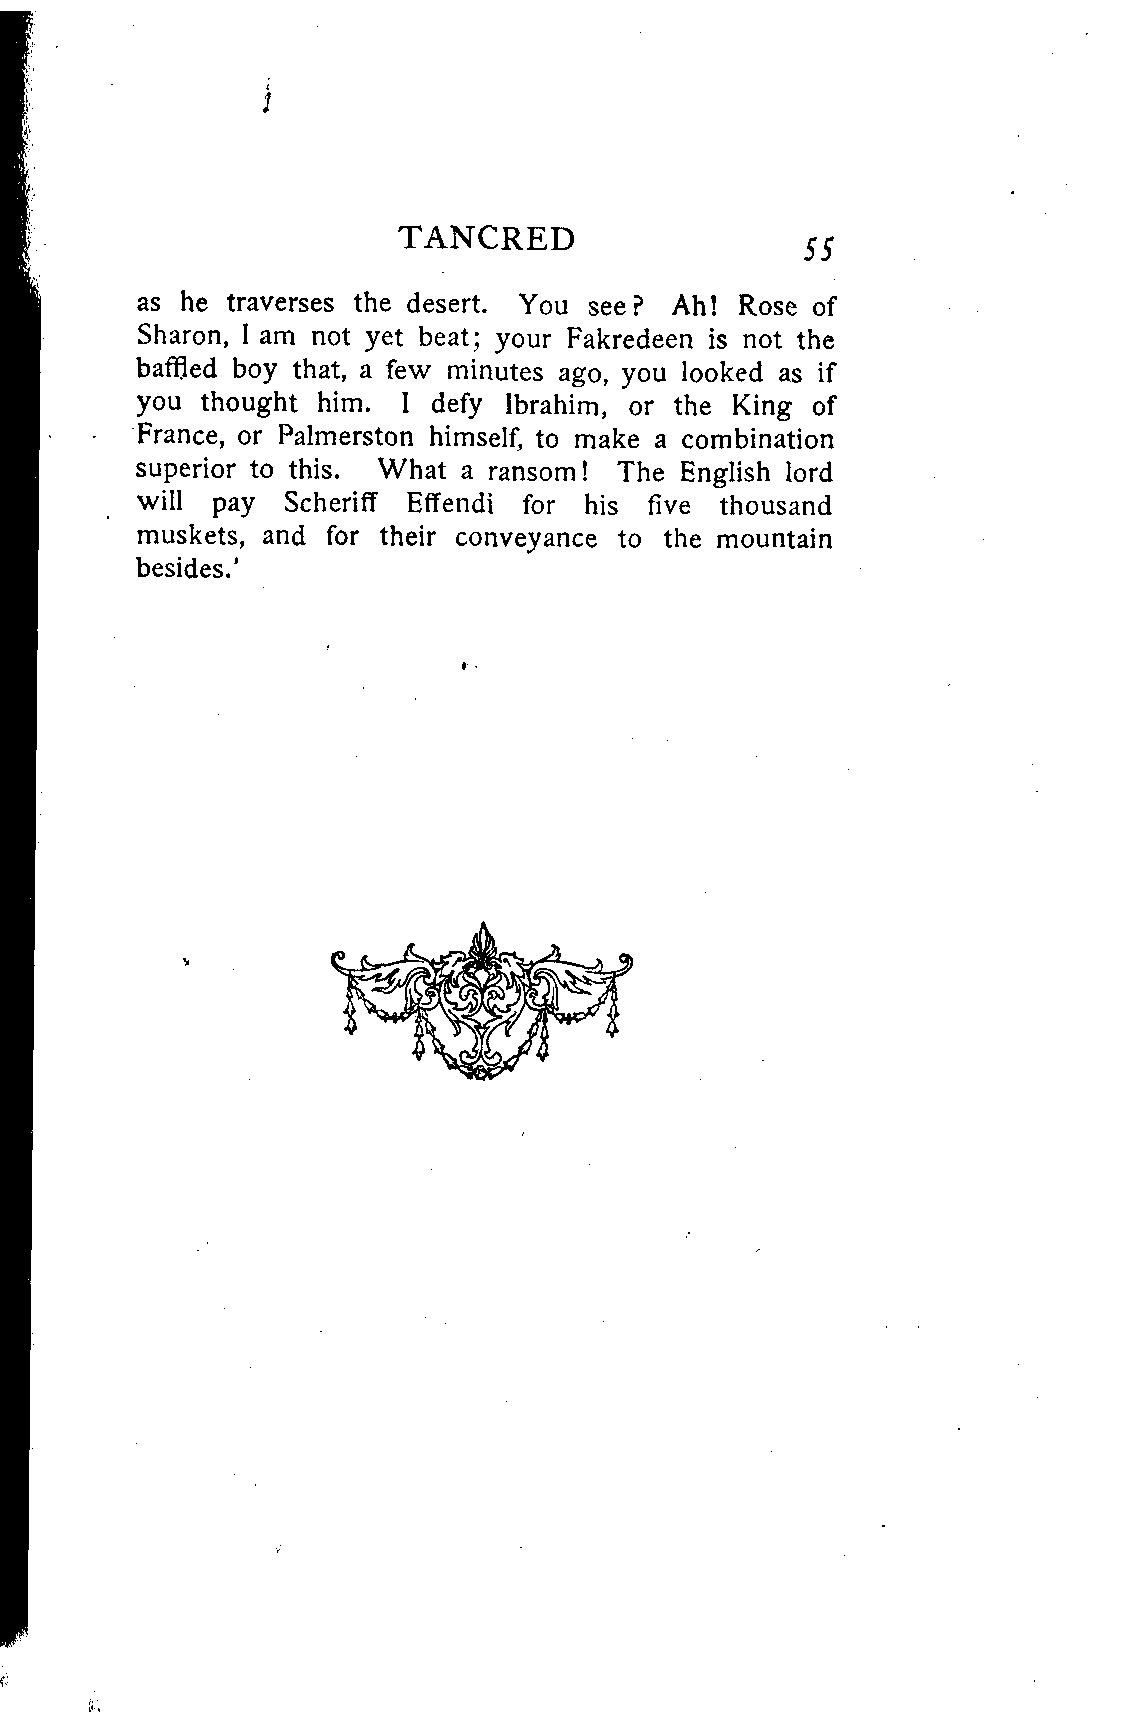 TANCRED 55
as he traverses the desert. You see? Ah! Rose of
Sharon, I am not yet beat; your Fakredeen is not the
baffled boy that, a few minutes ago, you looked as if
you thought him. I defy Ibrahim, or the King of
France, or Palmerston himself, to make a combination
superior to this. What a ransom! The English lord
will pay Scheriff Effendi for his five thousand
muskets, and for their conveyance to the mountain
besides.'